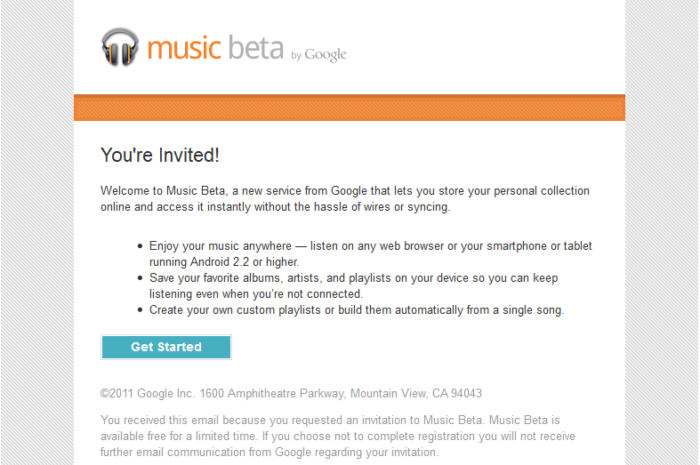 music beta by Google
You're Invited!
Welcome to Music Beta, a new service from Google that lets you store your personal collection
online and access it instantly without the hassle of wires or syncing.
• Enjoy your music anywhere — listen on any web browser or your smartphone or tablet
running Android 2.2 or higher.
• Save your favorite albums, artists, and playlists on your device so you can keep
listening even when you're not connected.
• Create your own custom playlists or build them automatically from a single song.
Get Started
©2011 Google Inc. 1600 Amphitheatre Parkway, Mountain View, CA 94043
You received this email because you requested an invitation to Music Beta. Music Beta is
available free for a limited time. If you choose not to complete registration you will not receive
further email communication from Google regarding your invitation.